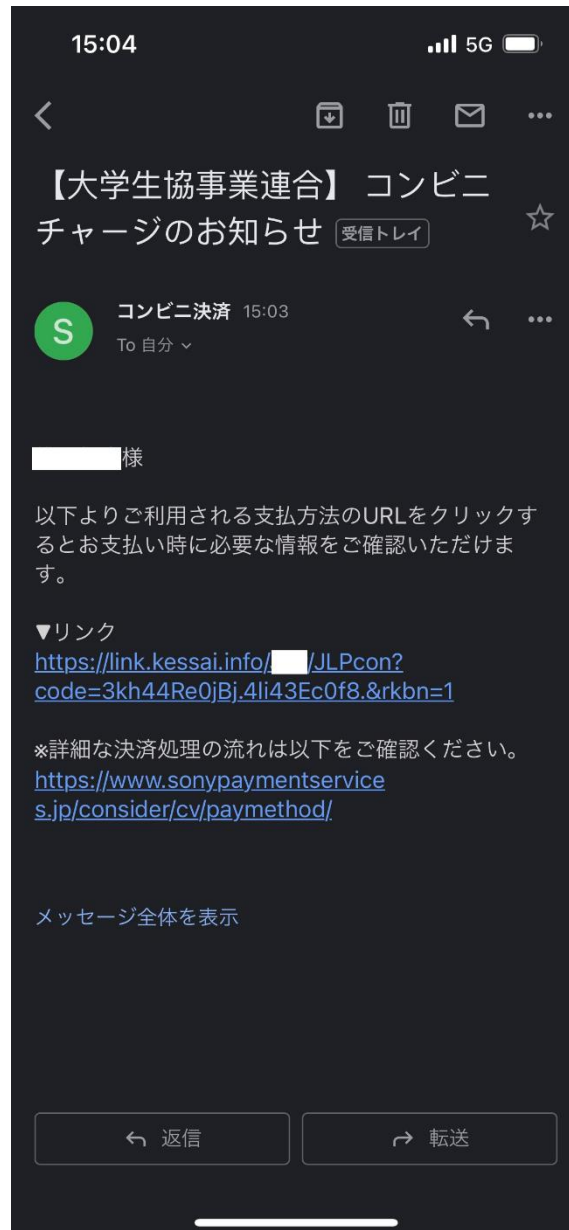 15:04
5G
【大学生協事業連合】 コンビニ
チャージのお知らせ 受信トレイ
S
コンビニ決済 15:03
To 自分
様
以下よりご利用される支払方法のURLをクリックす
るとお支払い時に必要な情報をご確認いただけま
す。
▼リンク
https://link.kessai.info/ /JLPcon?
code=3kh44Re0jBj.4li43Ec0f8.&rkbn=1
※詳細な決済処理の流れは以下をご確認ください。
https://www.sonypaymentservice
s.jp/consider/cv/paymethod/
メッセージ全体を表示
返信
転送